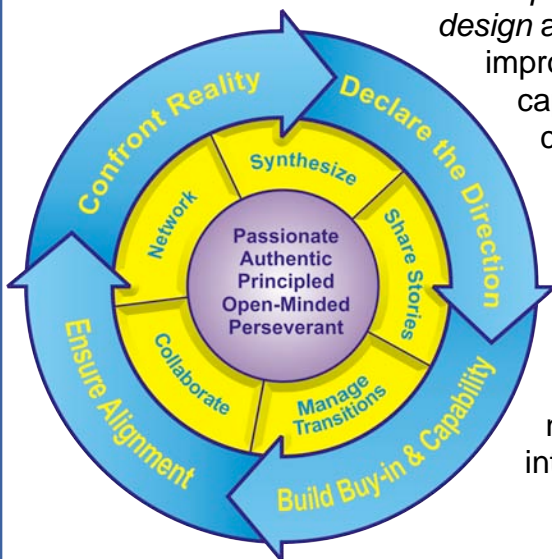 design
impro
ca
Confront Reality
Declare the Direction
Build Buy-in & Capability
Ensure Alignment
Synthesize
Share Stories
Manage
Transitions
Collaborate
Network
Passionate
Authentic
Principled
Open-Minded
Perseverant